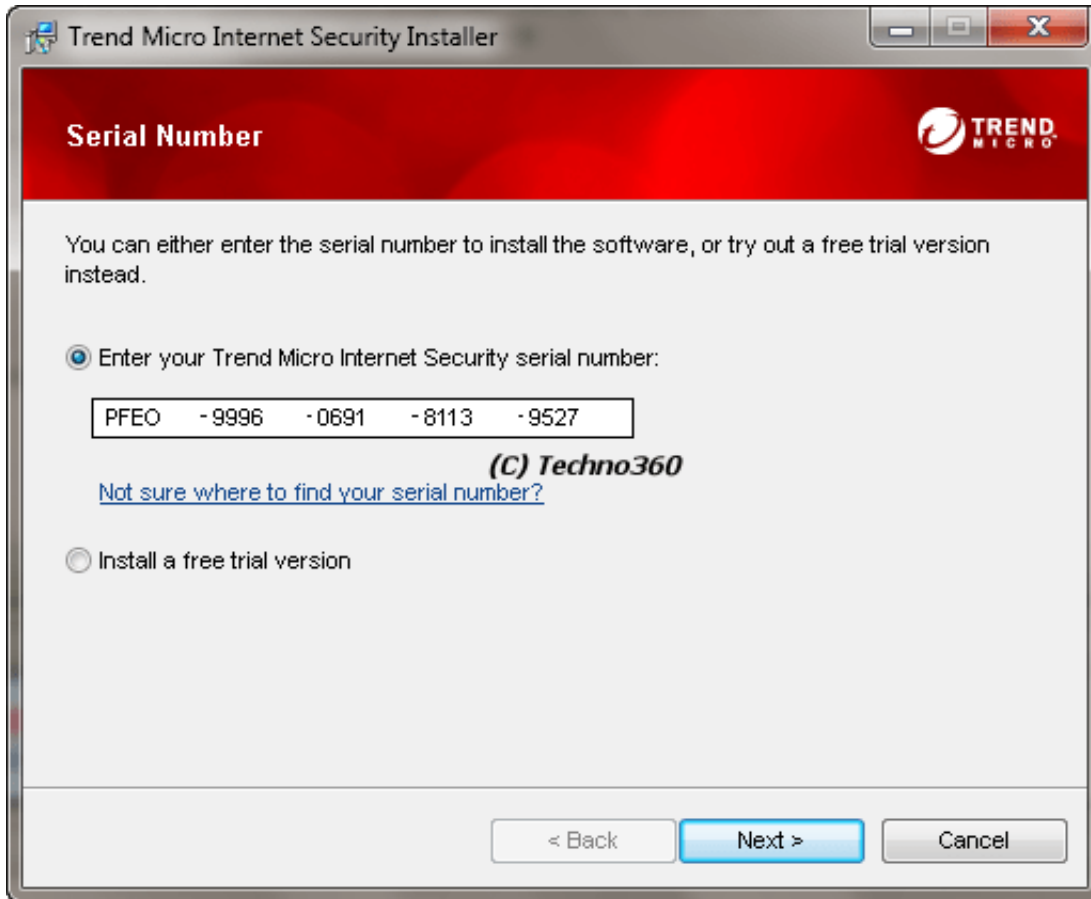 Trend Micro Internet Security Installer
Serial Number
TREND
MICRO
You can either enter the serial number to install the software, or try out a free trial version
instead.
Enter your Trend Micro Internet Security serial number:
PFEO -9996 -0691 -8113 -9527
(C) Techno360
Not sure where to find your serial number?
Install a free trial version
< Back Next > Cancel